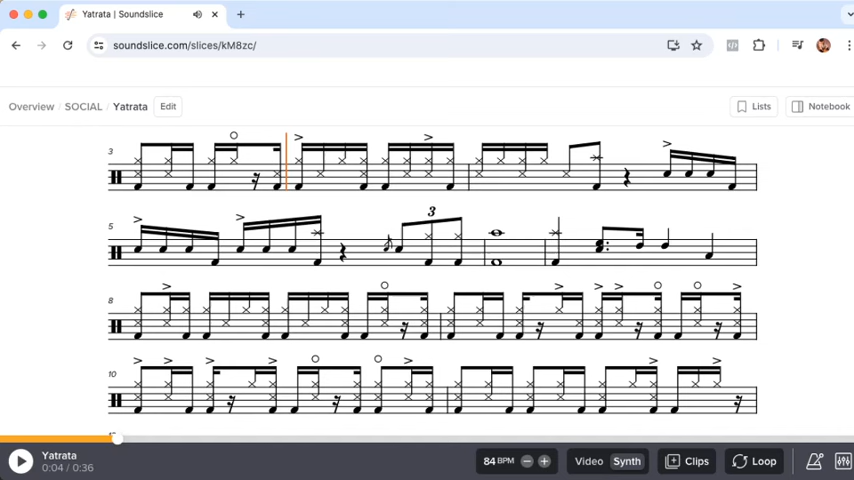 Yatrata | Soundslice
soundslice.com/slices/kM8zc/
Overview / SOCIAL / Yatrata Edit
Lists
Notebook
3
5
3
8
10
Yatrata
0:04 / 0:36
84 BPM
Video Synth
Clips
Loop